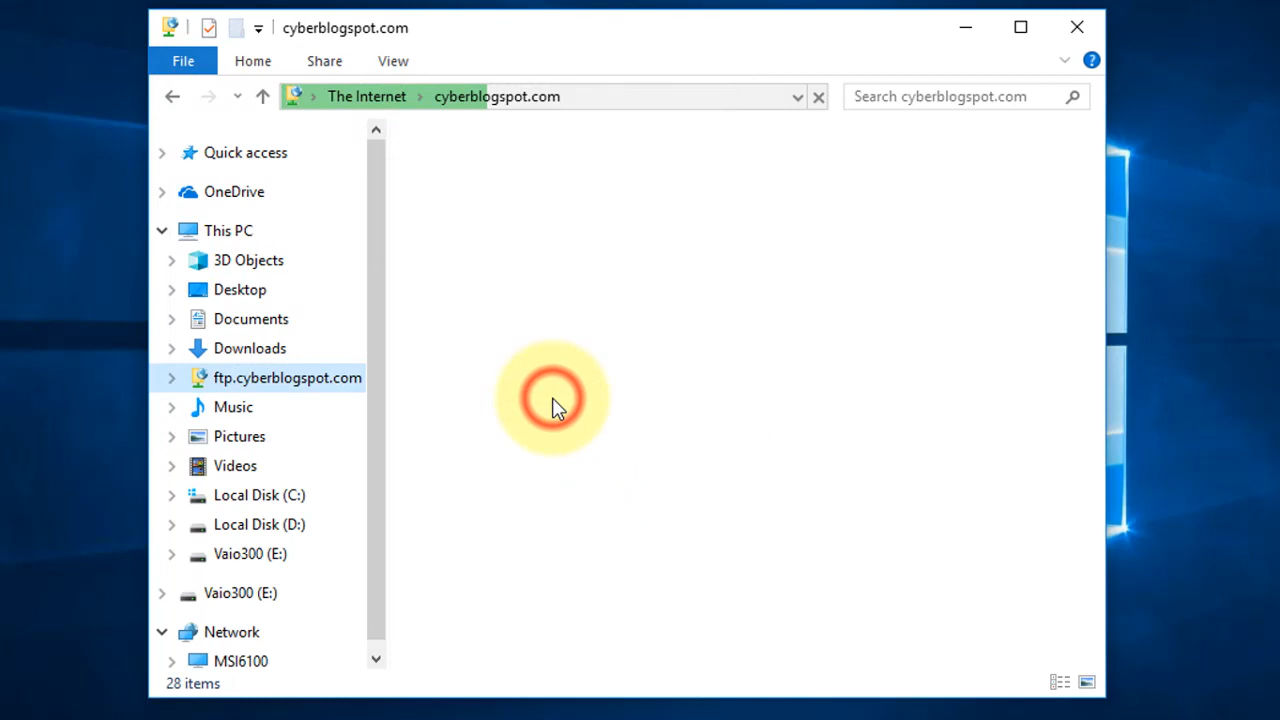 cyberblogspot.com
File Home Share View
The Internet cyberblogspot.com Search cyberblogspot.com
Quick access
OneDrive
This PC
3D Objects
Desktop
Documents
Downloads
ftp.cyberblogspot.com
Music
Pictures
Videos
Local Disk (C:)
Local Disk (D:)
Vaio300 (E:)
Vaio300 (E:)
Network
MSI6100
28 items